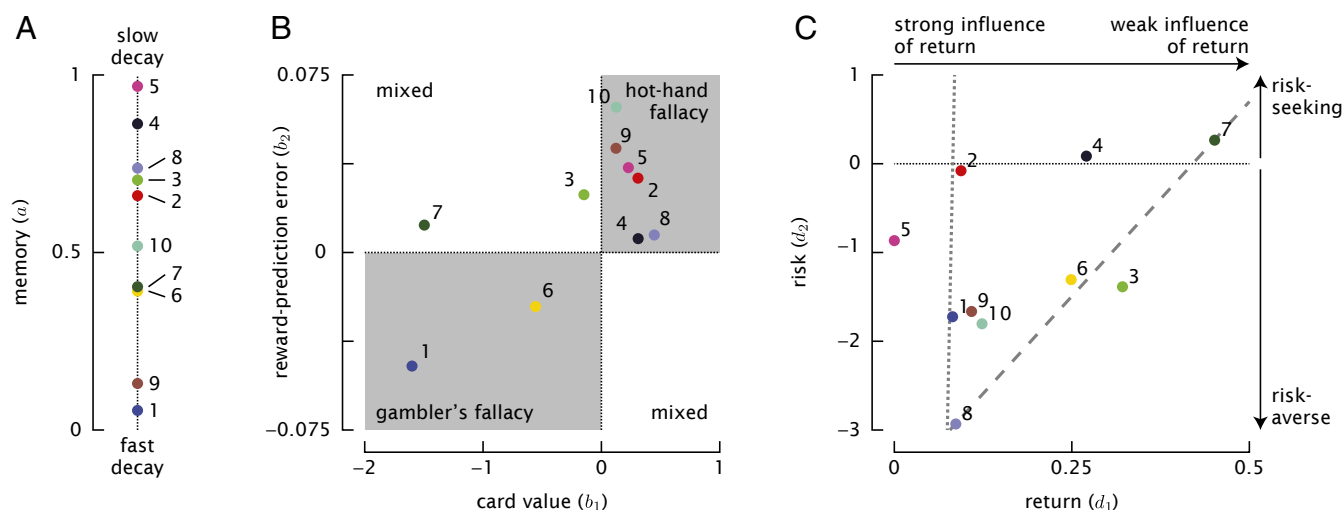 A
slow
decay
1
5
4
8
3
2
0.5
10
7
6
9
1
0
fast
decay
memory (a)
B
0.075
mixed
hot-hand
fallacy
10
9
5
3
2
7
4
8
0
6
1
gambler's fallacy
mixed
−0.075
−2
−1
0
1
reward-prediction error (b2)
card value (b1)
C
strong influence
of return
weak influence
of return
1
risk-
seeking
7
4
2
0
5
−1
6
3
1
9
10
−2
8
−3
risk-
averse
0
0.25
0.5
risk (d2)
return (d1)